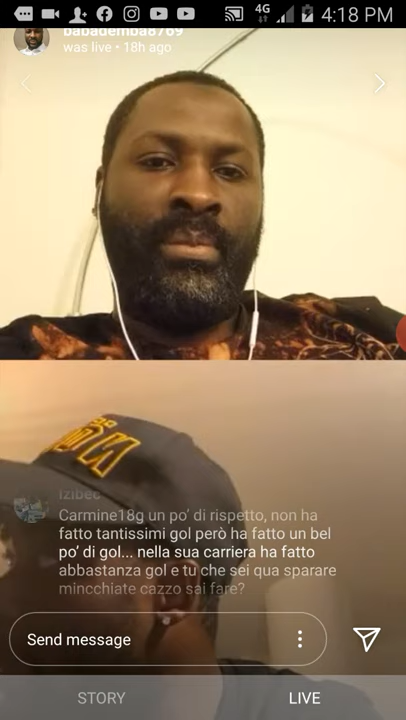 4G
4:18 PM
babademba8769
was live • 18h ago
izibec
Carmine18g un po' di rispetto, non ha
fatto tantissimi gol però ha fatto un bel
po' di gol... nella sua carriera ha fatto
abbastanza gol e tu che sei qua sparare
mincchiate cazzo sai fare?
Send message
STORY
LIVE